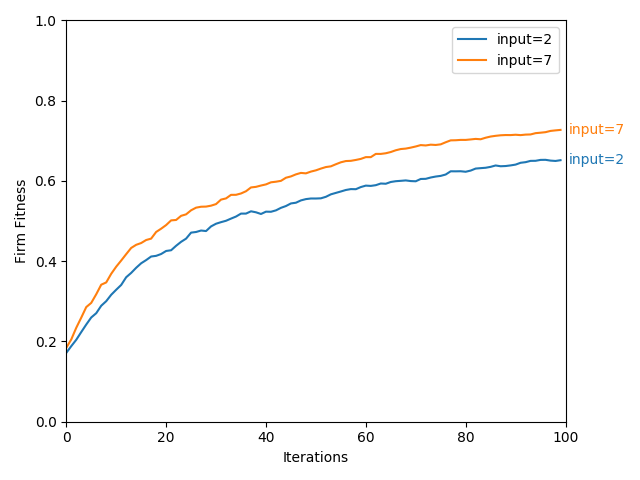 1.0
0.8
0.6
0.4
0.2
0.0
Firm Fitness
0 20 40 60 80 100
Iterations
input=2
input=7
input=7
input=2